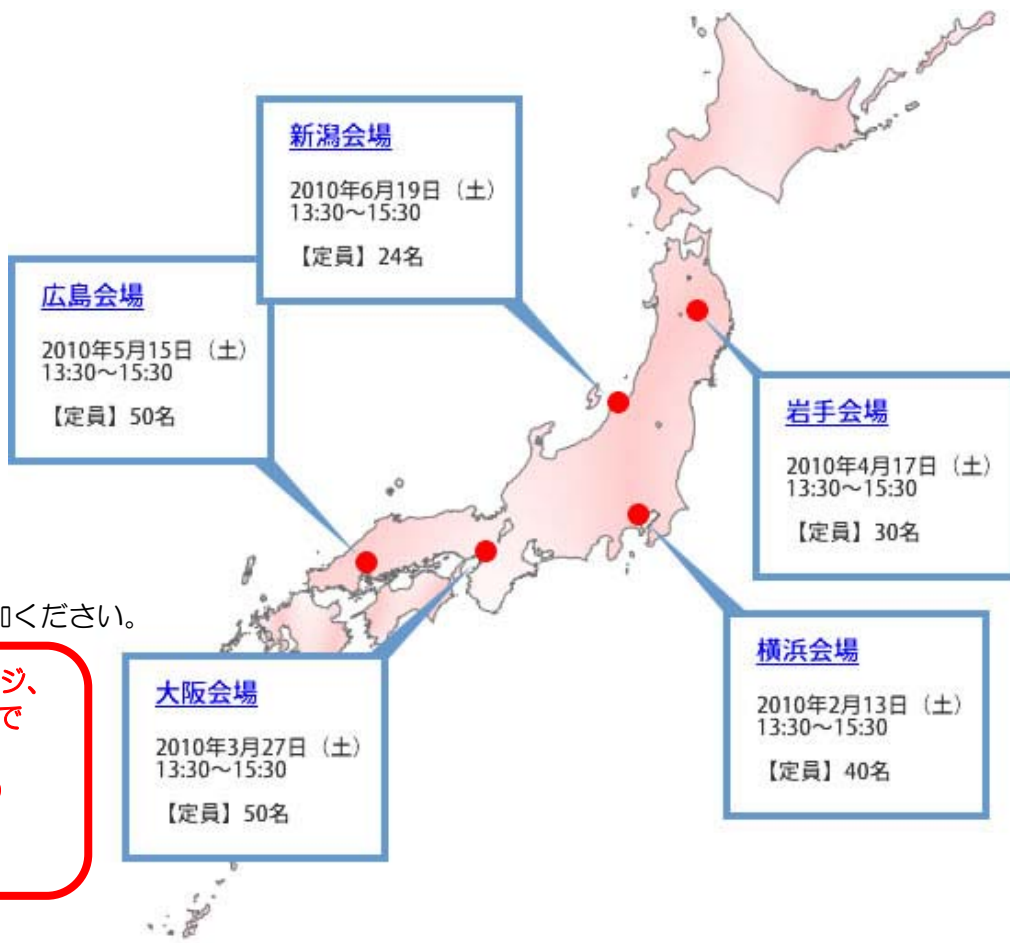 新潟会場
2010年6月19日（土）
13:30～15:30
【定員】24名
広島会場
2010年5月15日（土）
13:30～15:30
【定員】50名
岩手会場
2010年4月17日（土）
13:30～15:30
【定員】30名
ください。
横浜会場
2010年2月13日（土）
13:30～15:30
【定員】40名
ジ、
で
大阪会場
2010年3月27日（土）
13:30～15:30
【定員】50名